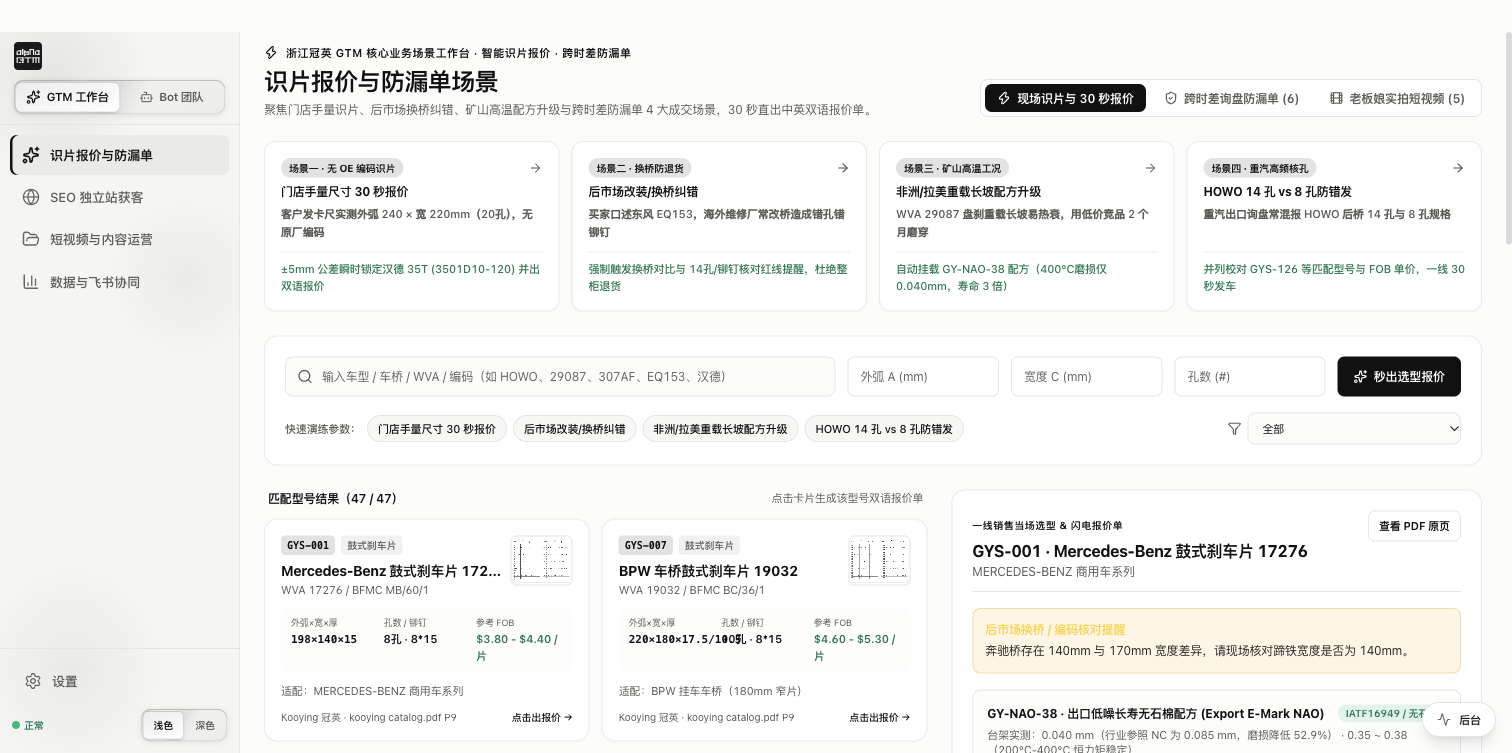 alpha
GTM
GTM 工作台
Bot 团队
识片报价与防漏单
SEO 独立站获客
短视频与内容运营
数据与飞书协同
设置
正常
浅色
深色
浙江冠英 GTM 核心业务场景工作台 · 智能识片报价 · 跨时差防漏单
识片报价与防漏单场景
聚焦门店手量识片、后市场换桥纠错、矿山高温配方升级与跨时差防漏单 4 大成交场景，30 秒直出中英双语报价单。
现场识片与 30 秒报价
跨时差询盘防漏单 (6)
老板娘实拍短视频 (5)
场景一 · 无 OE 编码识片
门店手量尺寸 30 秒报价
客户发卡尺实测外弧 240 × 宽 220mm（20孔），无
原厂编码
±5mm 公差瞬时锁定汉德 35T (3501D10-120) 并出
双语报价
场景二 · 换桥防退货
后市场改装/换桥纠错
买家口述东风 EQ153，海外维修厂常改桥造成错孔错
铆钉
强制触发换桥对比与 14孔/铆钉核对红线提醒，杜绝整
柜退货
场景三 · 矿山高温工况
非洲/拉美重载长坡配方升级
WVA 29087 盘刹重载长坡易热衰，用低价竞品 2 个
月磨穿
自动挂载 GY-NAO-38 配方（400°C磨损仅
0.040mm，寿命 3 倍）
场景四 · 重汽高频核孔
HOWO 14 孔 vs 8 孔防错发
重汽出口询盘常混报 HOWO 后桥 14 孔与 8 孔规格
并列校对 GYS-126 等匹配型号与 FOB 单价，一线 30
秒发车
输入车型 / 车桥 / WVA / 编码（如 HOWO、29087、307AF、EQ153、汉德）
外弧 A (mm)
宽度 C (mm)
孔数 (#)
秒出选型报价
快速演练参数：
门店手量尺寸 30 秒报价
后市场改装/换桥纠错
非洲/拉美重载长坡配方升级
HOWO 14 孔 vs 8 孔防错发
全部
匹配型号结果（47 / 47）
点击卡片生成该型号双语报价单
GYS-001
鼓式刹车片
Mercedes-Benz 鼓式刹车片 172...
WVA 17276 / BFMC MB/60/1
外弧×宽×厚
孔数 / 铆钉
参考 FOB
198×140×15
8孔 · 8*15
$3.80 - $4.40 /
片
适配：MERCEDES-BENZ 商用车系列
Kooying 冠英 · kooying catalog.pdf P9
点击出报价 →
GYS-007
鼓式刹车片
BPW 车桥鼓式刹车片 19032
WVA 19032 / BFMC BC/36/1
外弧×宽×厚
孔数 / 铆钉
参考 FOB
220×180×17.5/10
孔 · 8*15
$4.60 - $5.30 /
片
适配：BPW 挂车车桥（180mm 窄片）
Kooying 冠英 · kooying catalog.pdf P9
点击出报价 →
一线销售当场选型 & 闪电报价单
查看 PDF 原页
GYS-001 · Mercedes-Benz 鼓式刹车片 17276
MERCEDES-BENZ 商用车系列
后市场换桥 / 编码核对提醒
奔驰桥存在 140mm 与 170mm 宽度差异，请现场核对蹄铁宽度是否为 140mm。
GY-NAO-38 · 出口低噪长寿无石棉配方 (Export E-Mark NAO)
IATF16949 / 无石
台架实测：0.040 mm（行业参照 NC 为 0.085 mm，磨损降低 52.9%） · 0.35 ~ 0.38
（200°C-400°C 恒力矩稳定）
后台